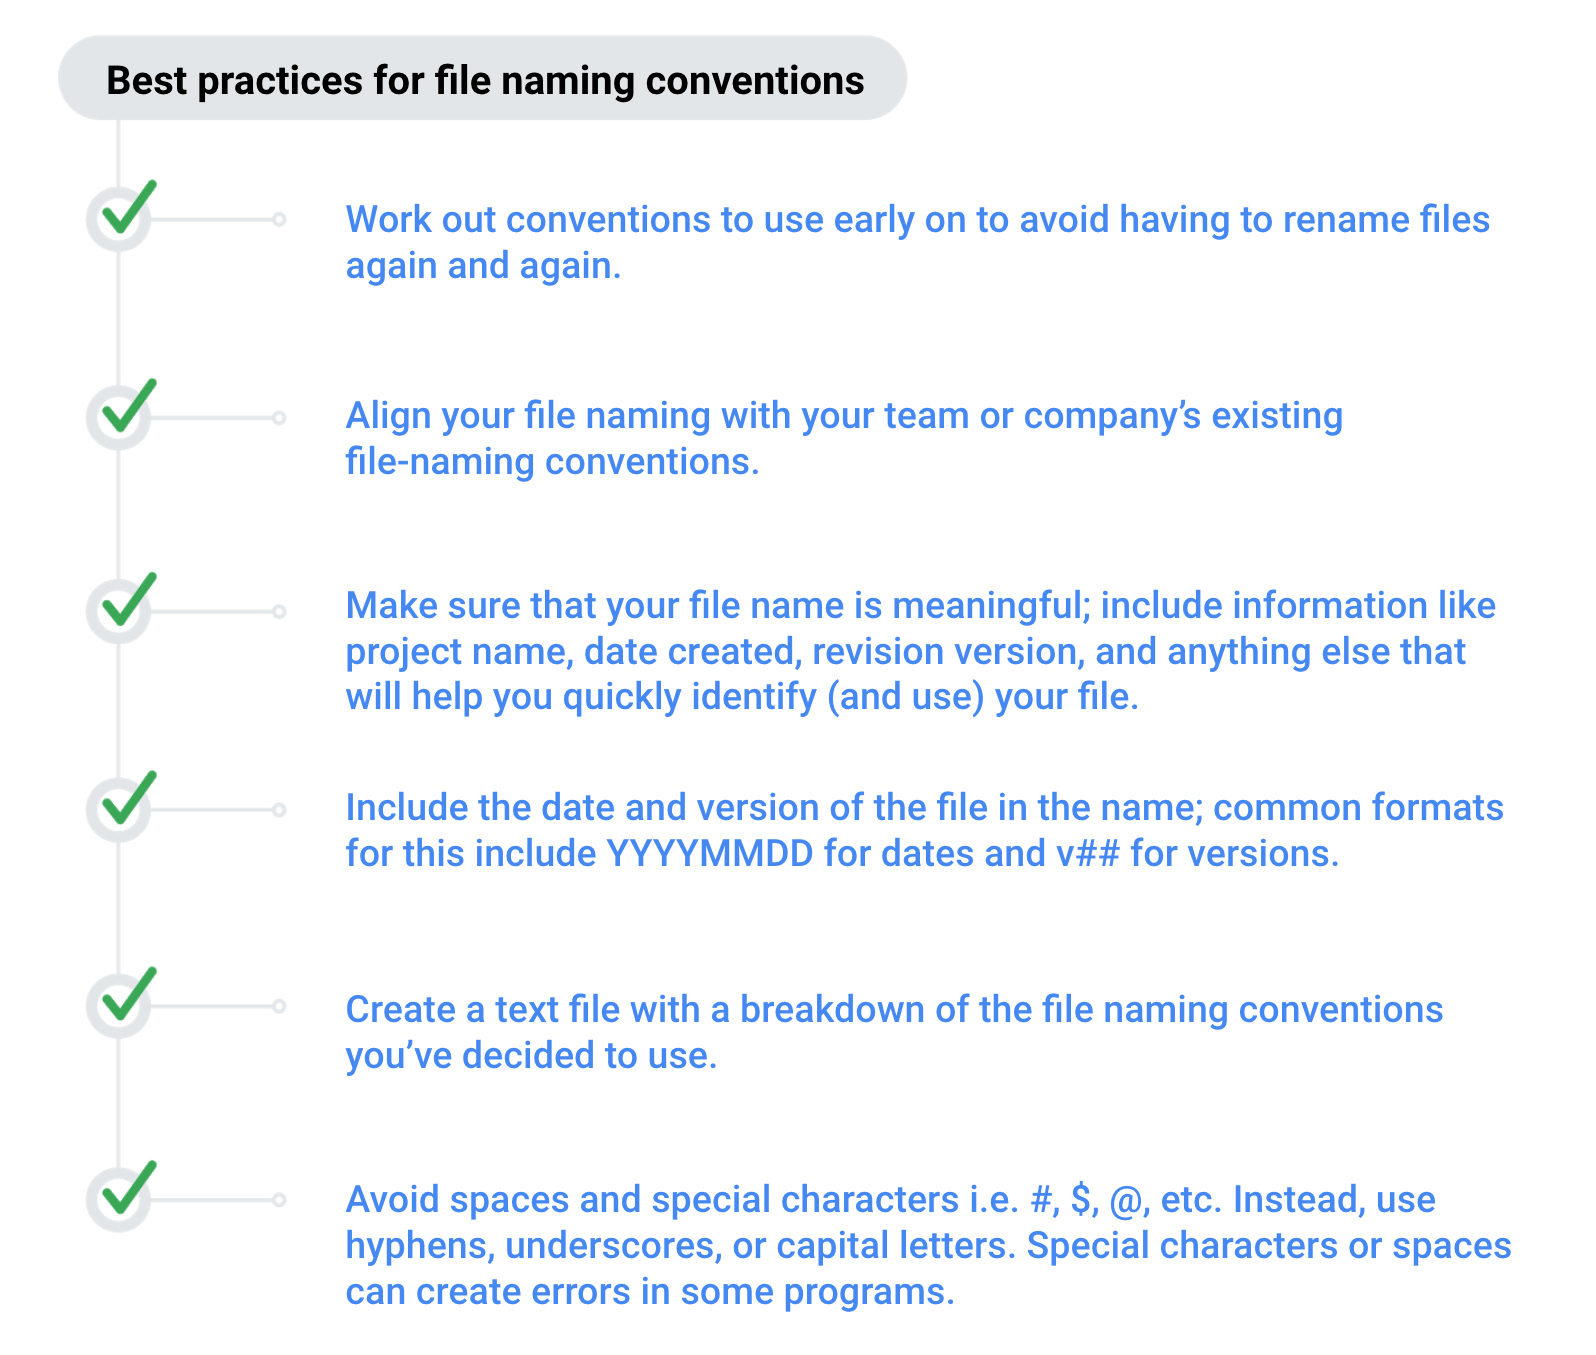 Best practices for file naming conventions
Work out conventions to use early on to avoid having to rename files
again and again.
Align your file naming with your team or company’s existing
file-naming conventions.
Make sure that your file name is meaningful; include information like
project name, date created, revision version, and anything else that
will help you quickly identify (and use) your file.
Include the date and version of the file in the name; common formats
for this include YYYYMMDD for dates and v## for versions.
Create a text file with a breakdown of the file naming conventions
you’ve decided to use.
Avoid spaces and special characters i.e. #, $, @, etc. Instead, use
hyphens, underscores, or capital letters. Special characters or spaces
can create errors in some programs.